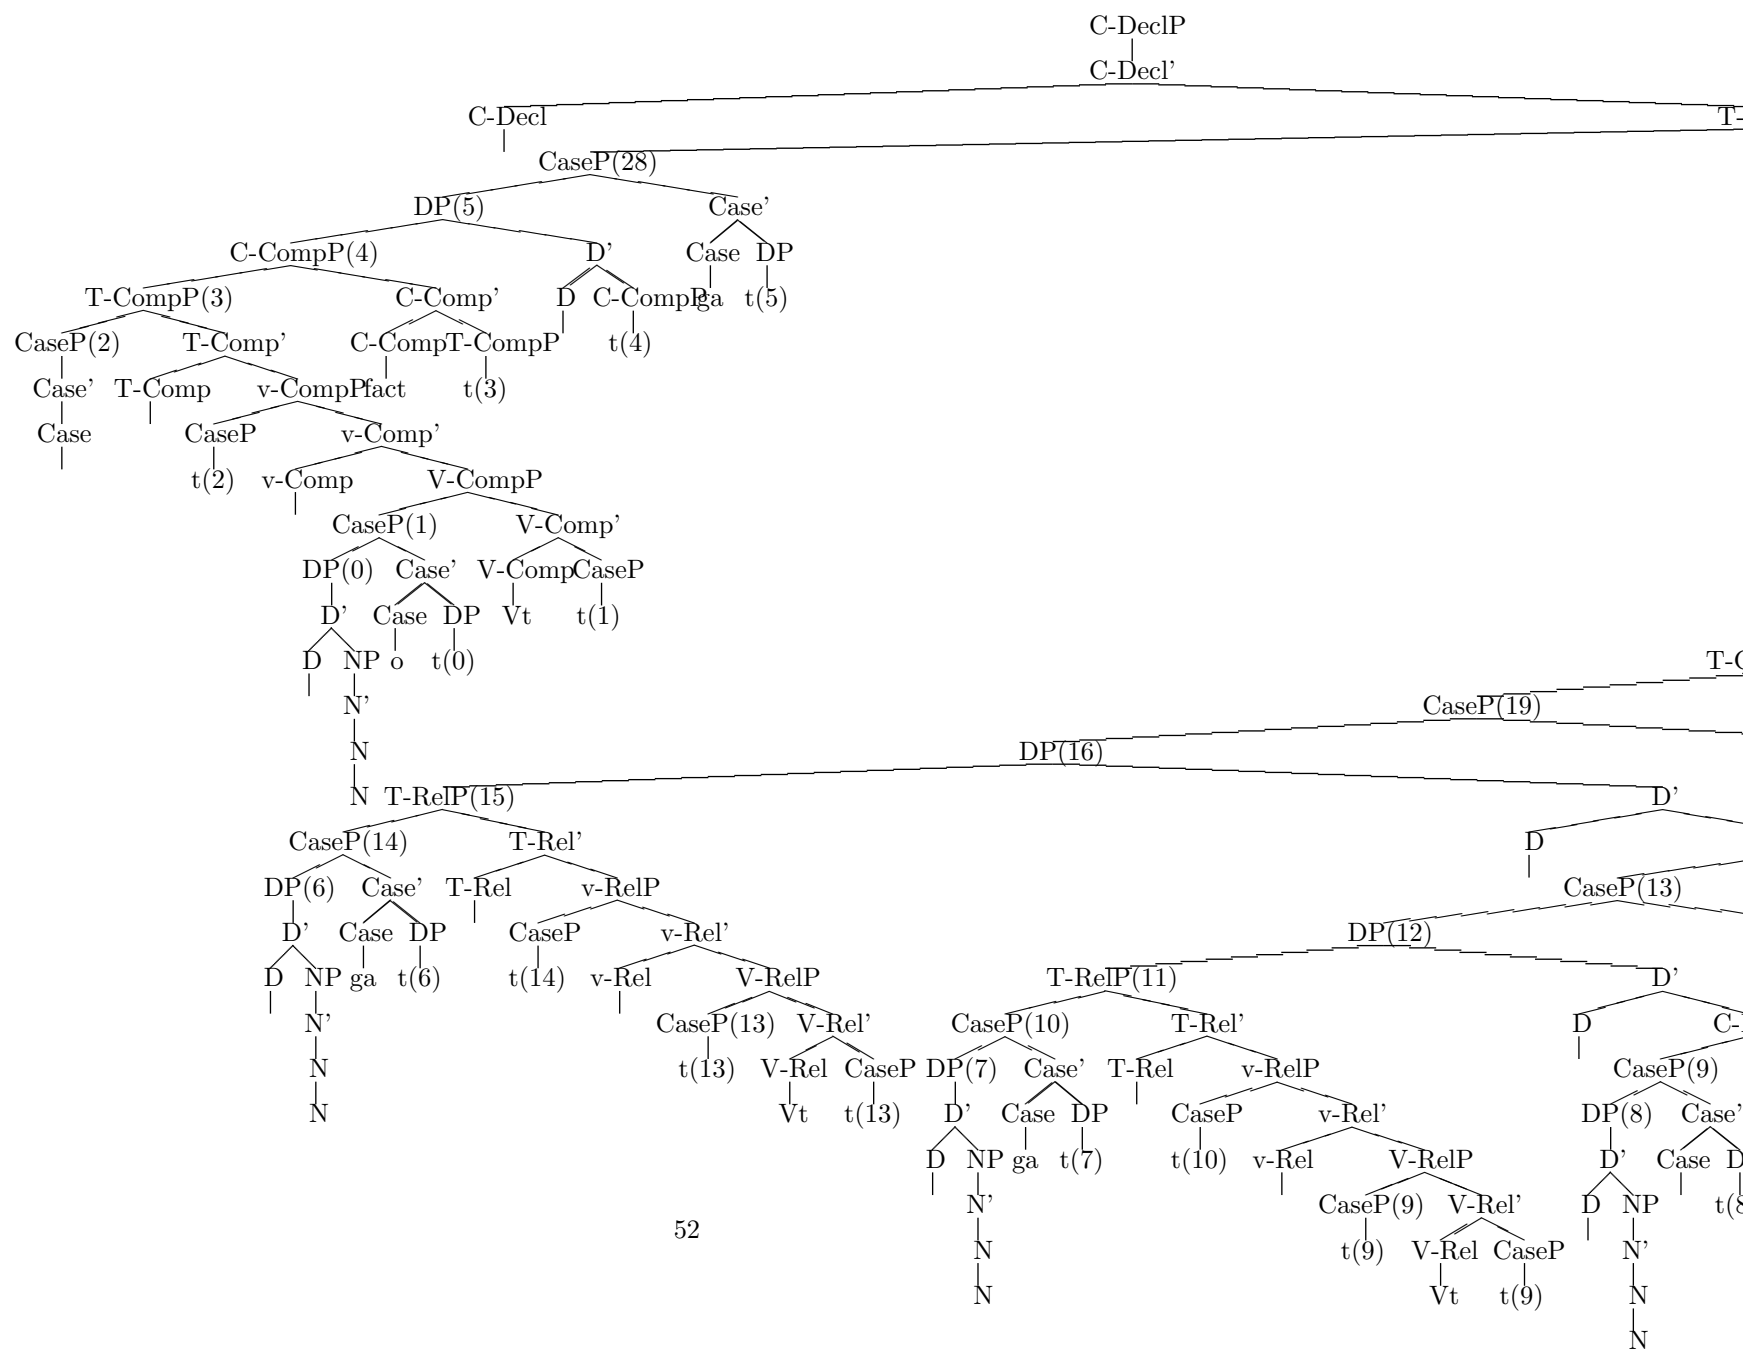 C-DeclP
C-Decl'
C-Decl T-
CaseP(28)
DP(5) Case'
C-CompP(4) D' Case DP
T-CompP(3) C-Comp' D C-CompP ga t(5)
CaseP(2) T-Comp' C-Comp T-CompP t(4)
Case' T-Comp v-CompP fact t(3)
Case CaseP v-Comp'
t(2) v-Comp V-CompP
CaseP(1) V-Comp'
DP(0) Case' V-Comp CaseP
D' Case DP Vt t(1)
D NP o t(0) T-C
N' CaseP(19)
N DP(16)
N T-RelP(15) D'
CaseP(14) T-Rel' D
DP(6) Case' T-Rel v-RelP CaseP(13)
D' Case DP CaseP v-Rel' DP(12)
D NP ga t(6) t(14) v-Rel V-RelP T-RelP(11) D'
N' CaseP(13) V-Rel' CaseP(10) T-Rel' D C-
N t(13) V-Rel CaseP DP(7) Case' T-Rel v-RelP CaseP(9)
N Vt t(13) D' Case DP CaseP v-Rel' DP(8) Case'
D NP ga t(7) t(10) v-Rel V-RelP D' Case D
N' CaseP(9) V-Rel' D NP t(8
52
N t(9) V-Rel CaseP N'
N Vt t(9) N
N